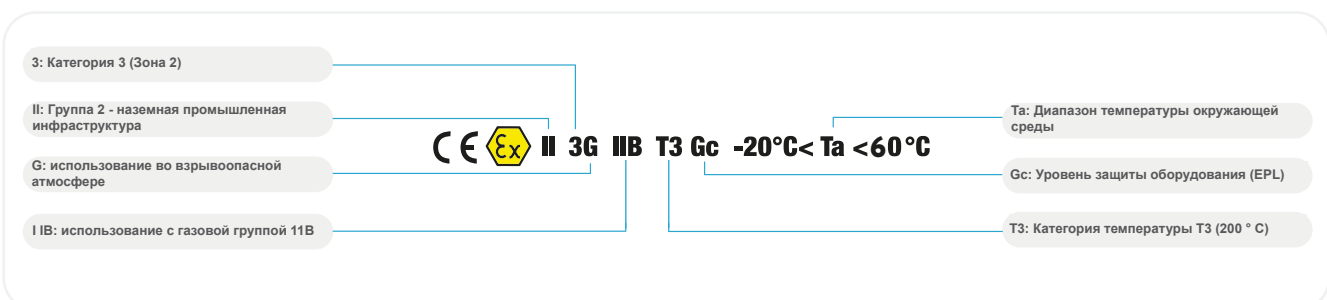 3: Категория 3 (Зона 2)
II: Группа 2 - наземная промышленная
инфраструктура
G: использование во взрывоопасной
атмосфере
I IB: использование с газовой группой 11B
CE Ex II 3G IIB T3 Gc -20°C< Ta <60°C
Ta: Диапазон температуры окружающей
среды
Gc: Уровень защиты оборудования (EPL)
T3: Категория температуры T3 (200 ° C)